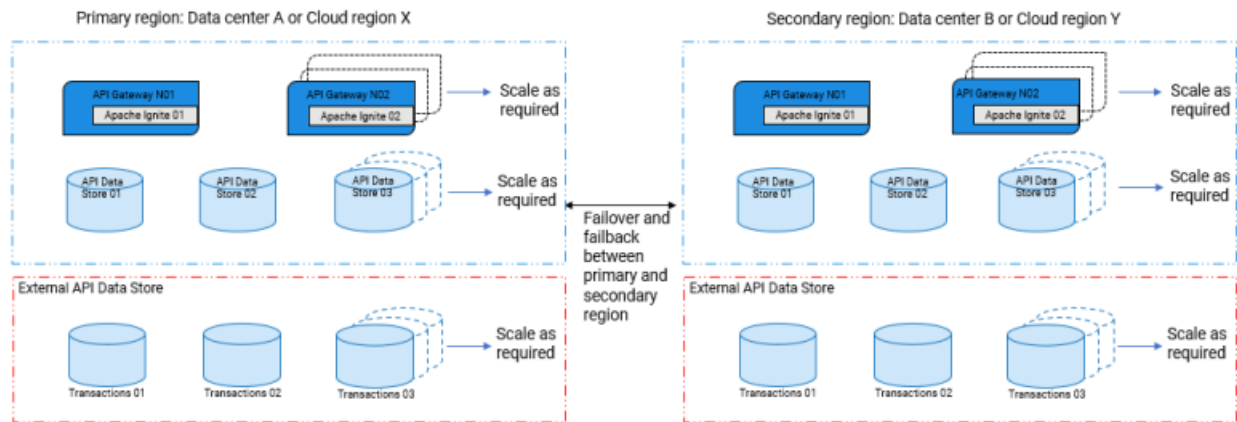 Primary region: Data center A or Cloud region X
Secondary region: Data center B or Cloud region Y
API Gateway N01
Apache Ignite 01
API Gateway N02
Apache Ignite 02
Scale as
required
API Data
Store 01
API Data
Store 02
API Data
Store 03
Scale as
required
Failover and
failback
between
primary and
secondary
region
API Gateway N01
Apache Ignite 01
API Gateway N02
Apache Ignite 02
Scale as
required
API Data
Store 01
API Data
Store 02
API Data
Store 03
Scale as
required
External API Data Store
Transactions 01
Transactions 02
Transactions 03
Scale as
required
External API Data Store
Transactions 01
Transactions 02
Transactions 03
Scale as
required